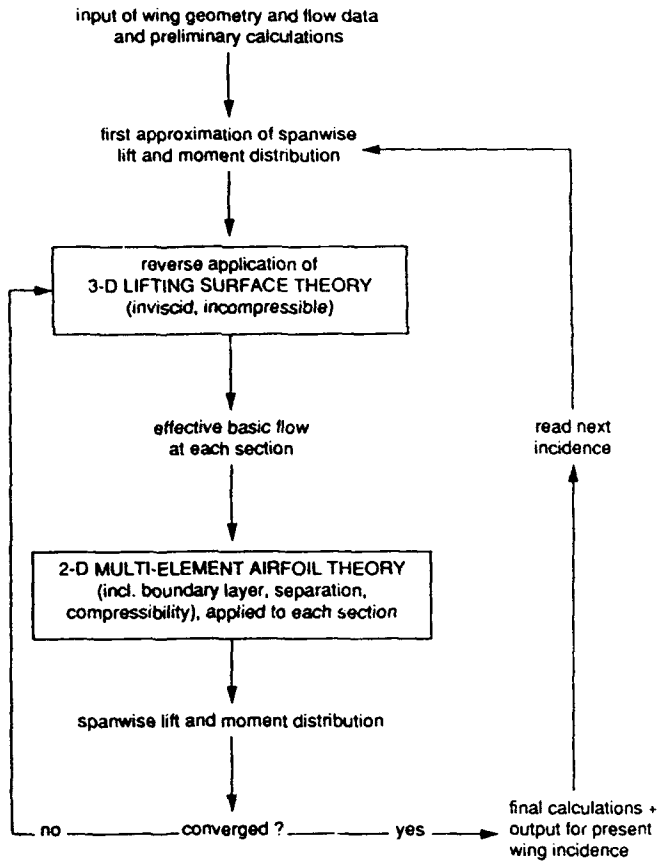 input of wing geometry and flow data
and preliminary calculations
first approximation of spanwise
lift and moment distribution
reverse application of
3-D LIFTING SURFACE THEORY
(inviscid, incompressible)
effective basic flow
at each section
read next
incidence
2-D MULTI-ELEMENT AIRFOIL THEORY
(incl. boundary layer, separation,
compressibility), applied to each section
spanwise lift and moment distribution
no
converged ?
yes
final calculations +
output for present
wing incidence